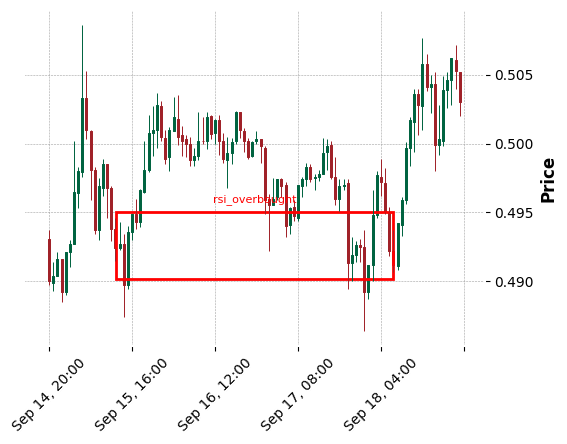 0.505
0.500
rsi_overbought
0.495
0.490
Price
Sep 14, 20:00
Sep 15, 16:00
Sep 16, 12:00
Sep 17, 08:00
Sep 18, 04:00